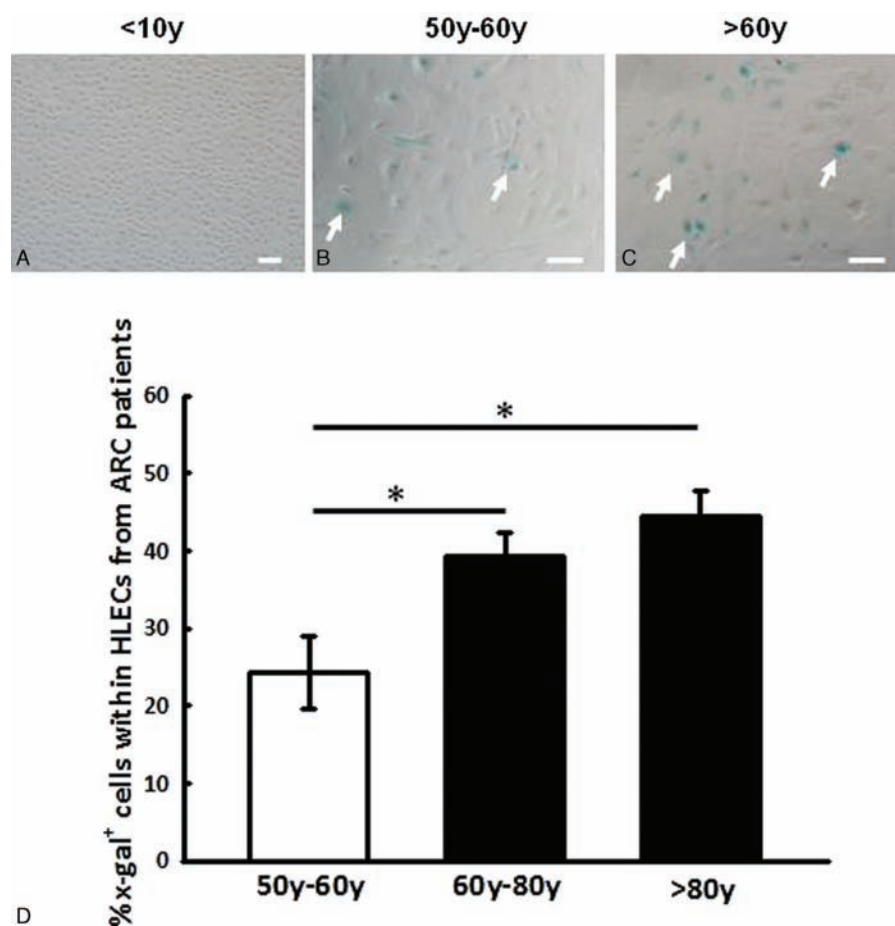 <10y
50y-60y
>60y
A
B
C
%x-gal⁺ cells within HLECs from ARC patients
60
50
40
30
20
10
0
*
*
50y-60y
60y-80y
>80y
D